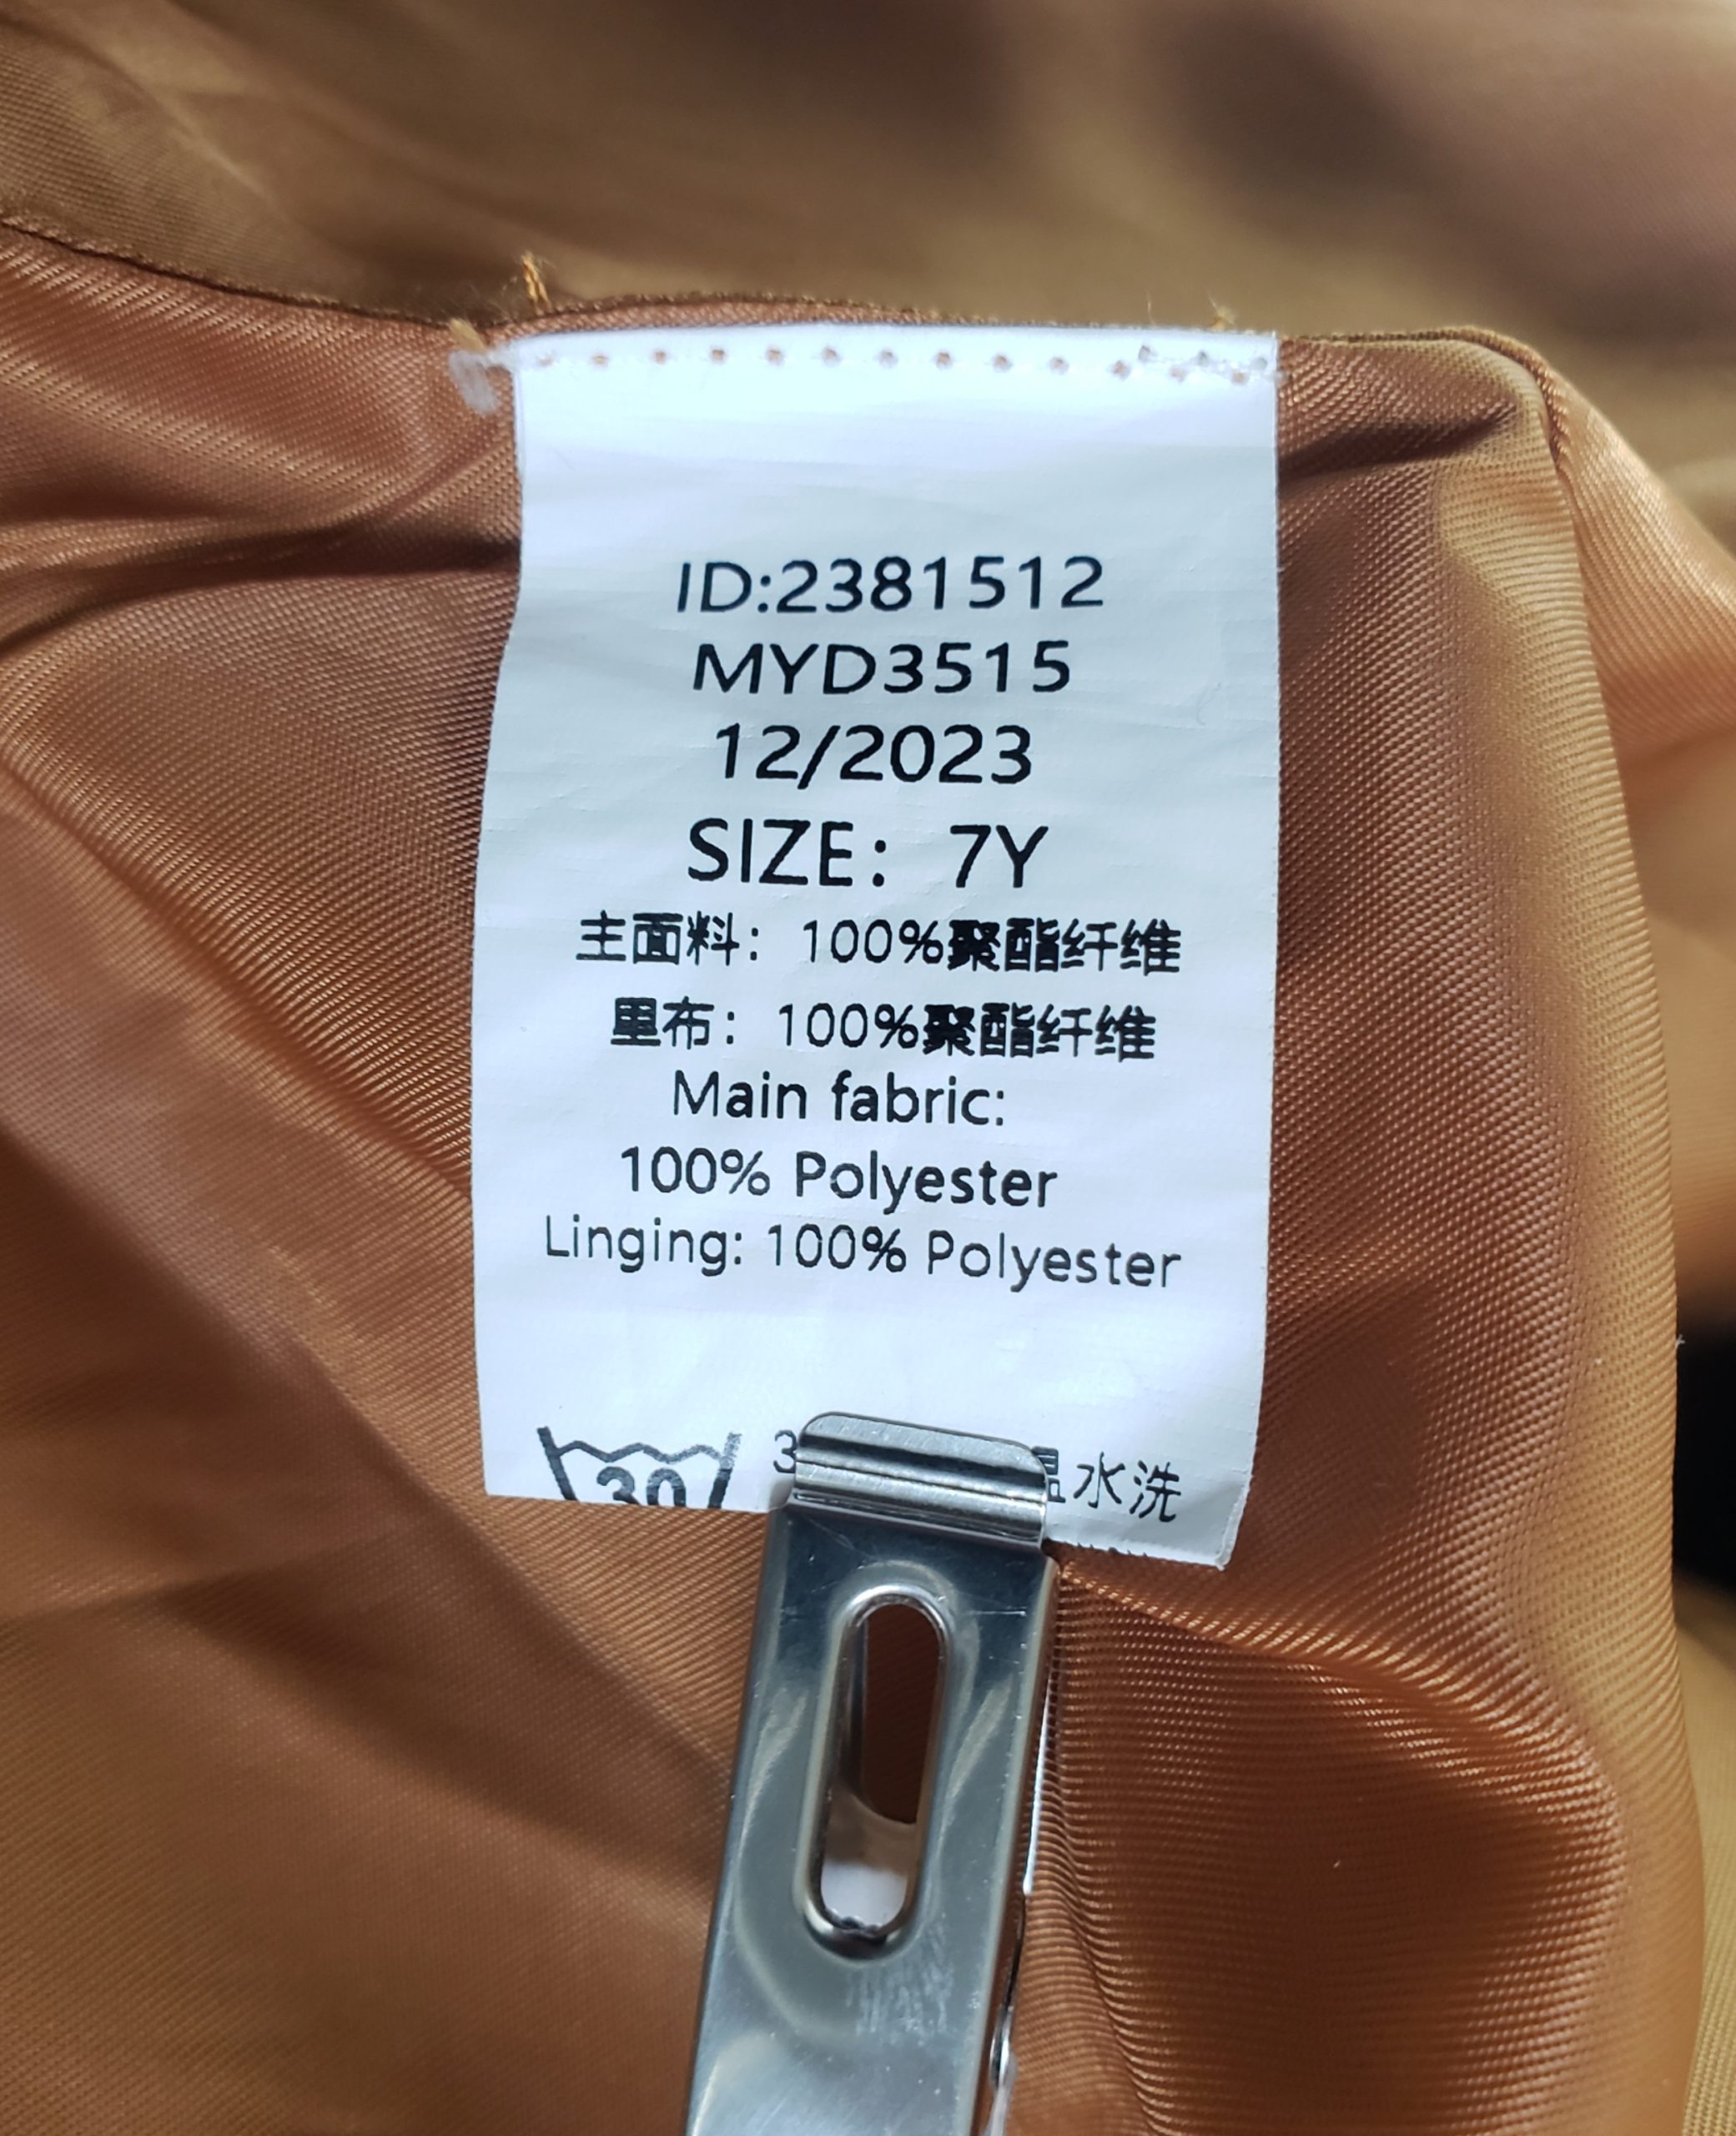 ID:2381512
MYD3515
12/2023
SIZE: 7Y
主面料: 100%聚酯纤维
里布: 100%聚酯纤维
Main fabric:
100% Polyester
Linging: 100% Polyester
30
水洗